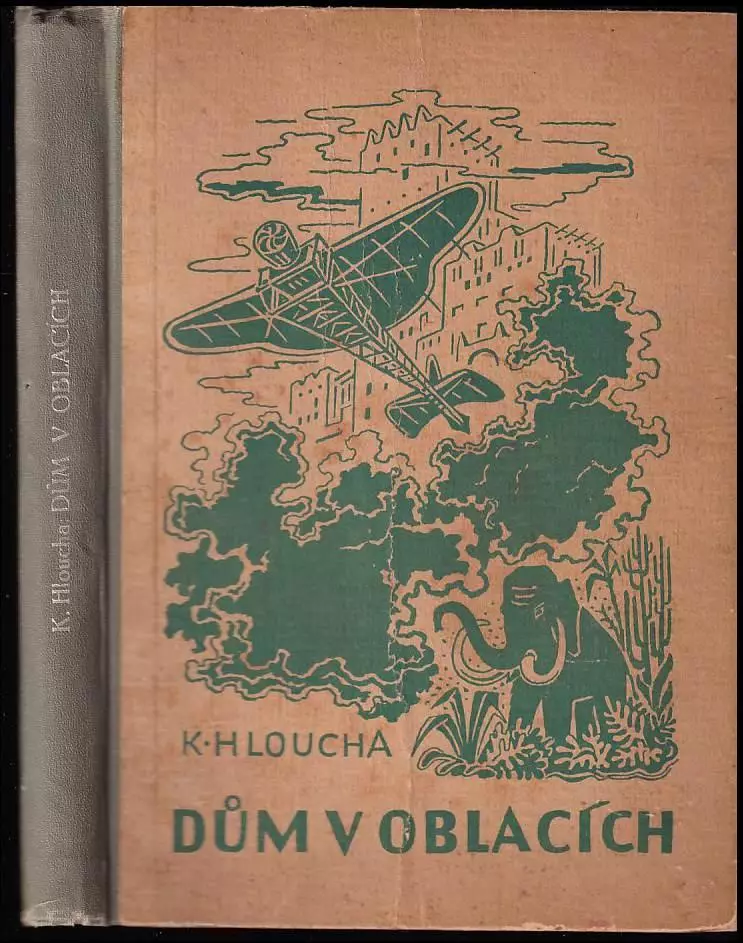 K. Hloucha: DŮM V OBLACÍCH
K·HLOUCHA
DŮM V OBLACÍCH